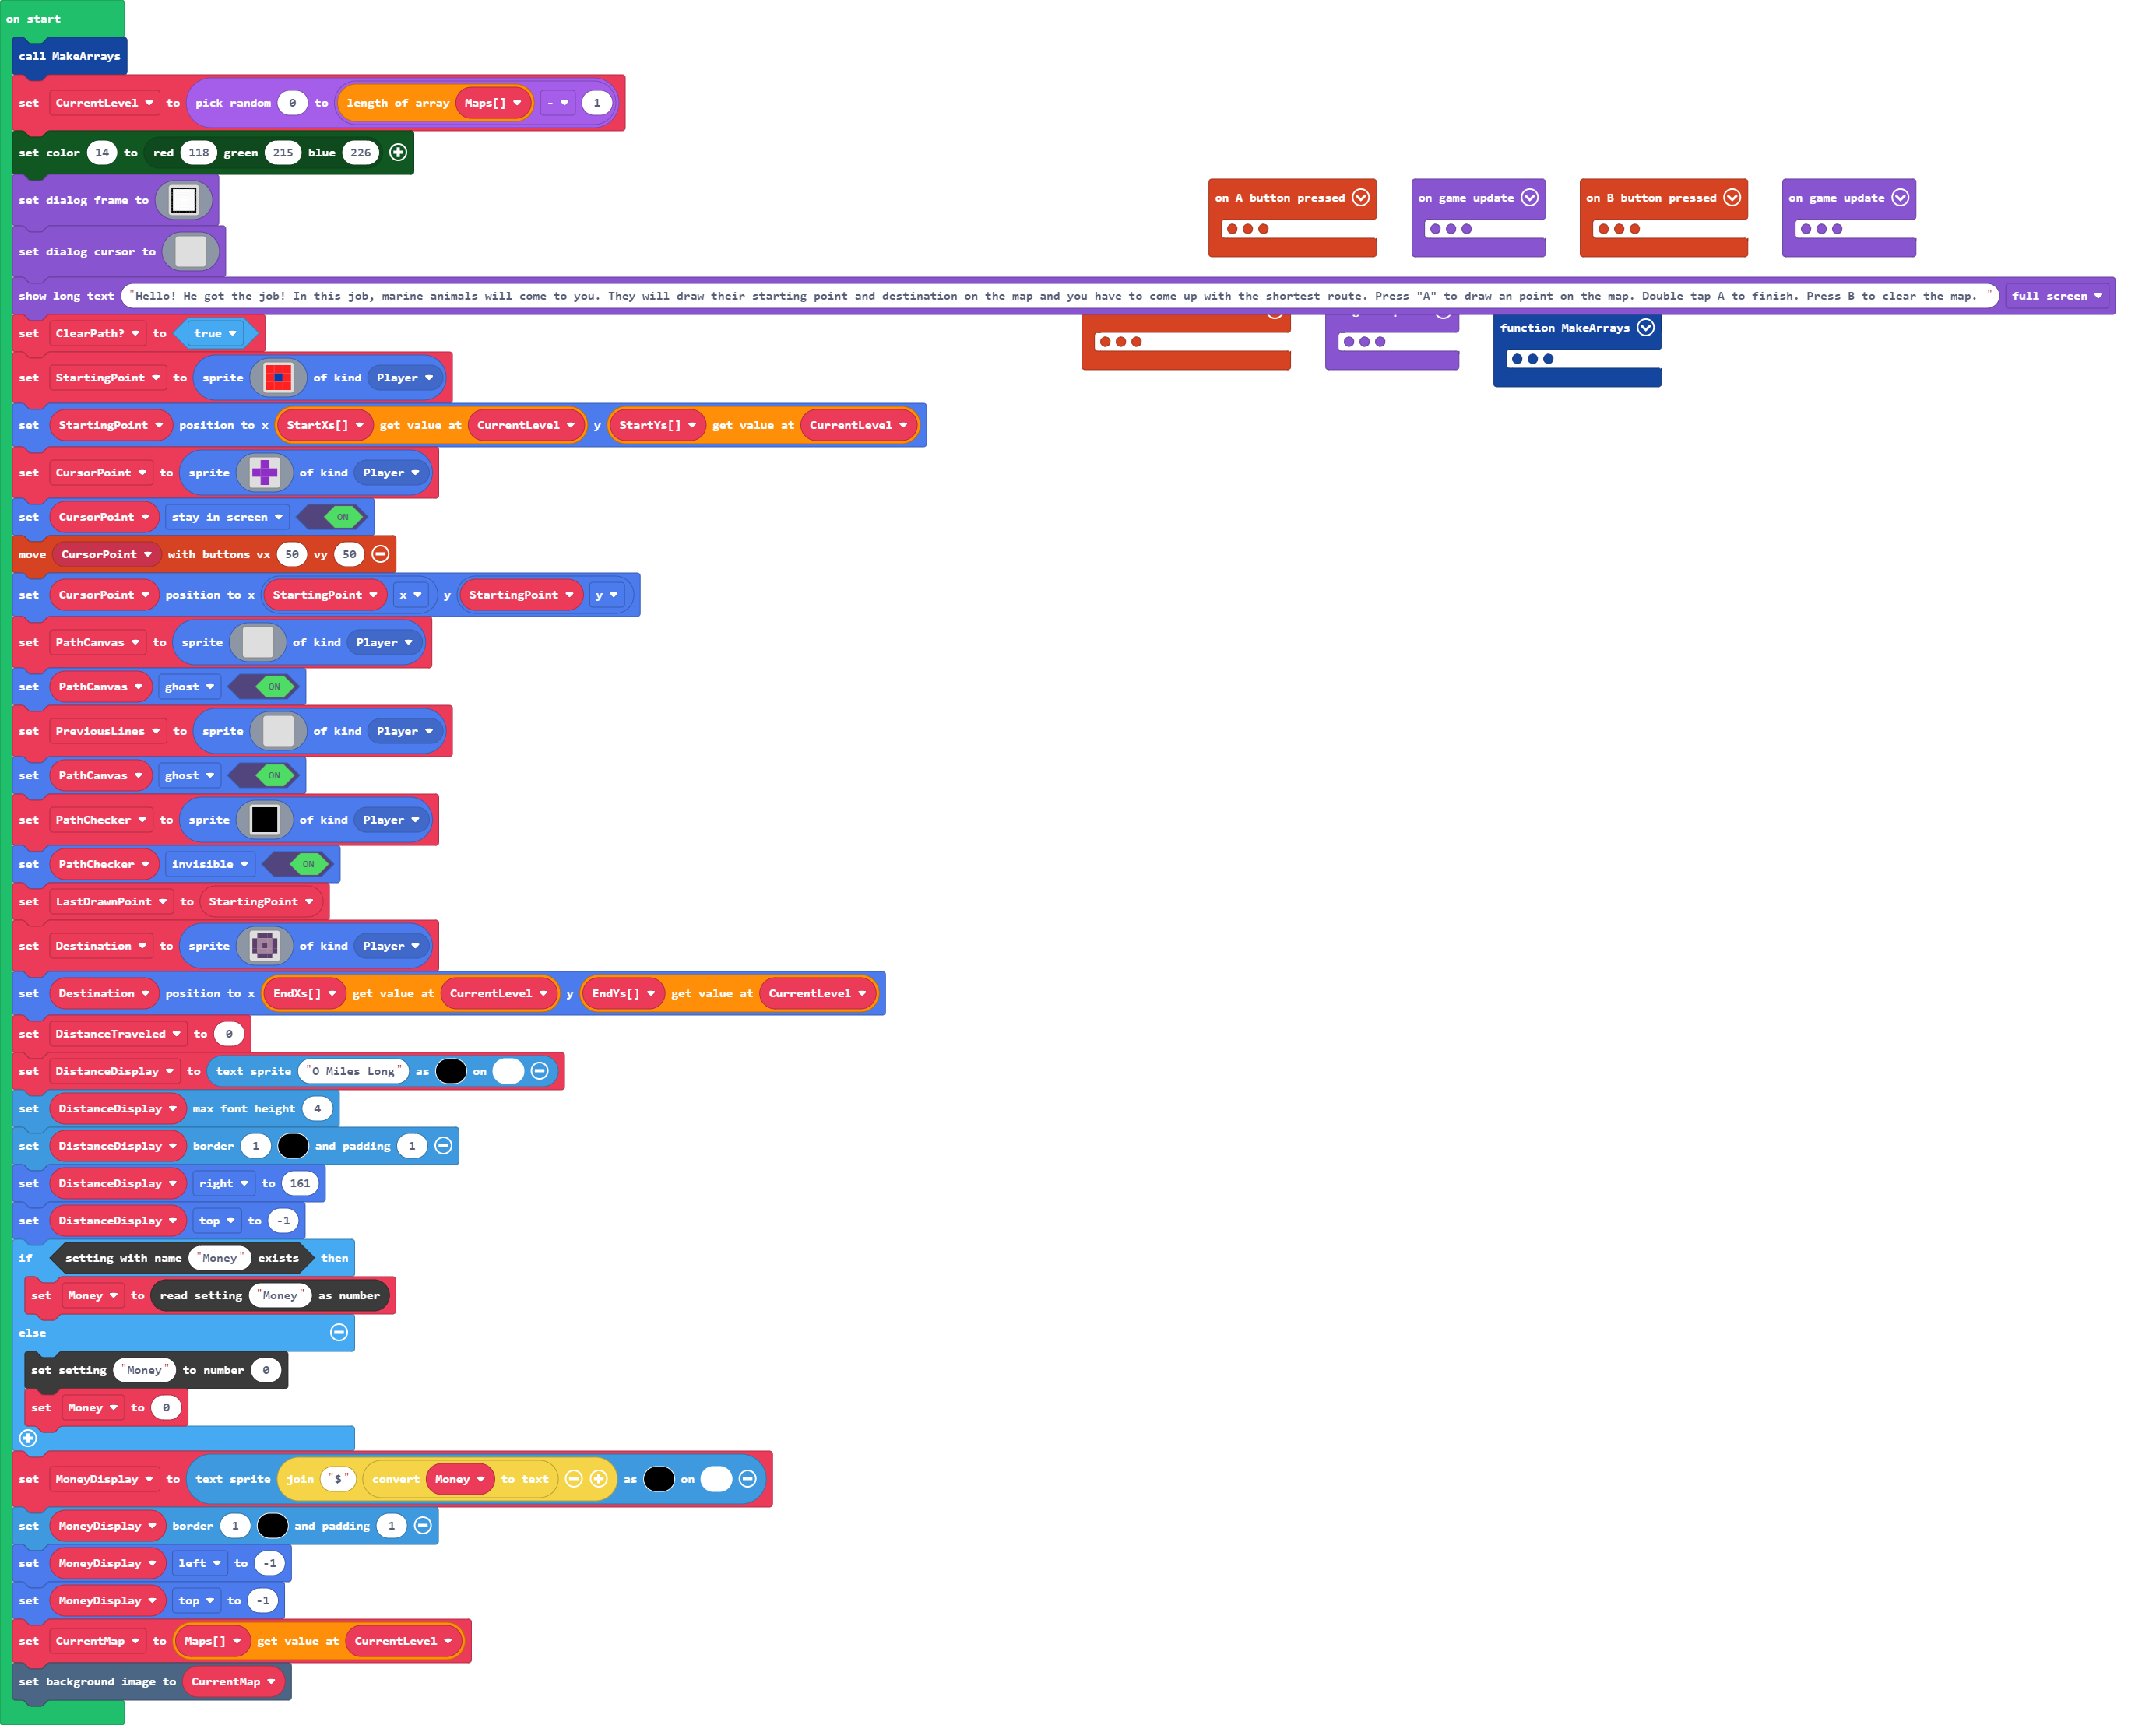 on start
call MakeArrays
set CurrentLevel to pick random 0 to length of array Maps[] - 1
set color 14 to red 118 green 215 blue 226
set dialog frame to
on A button pressed
on game update
on B button pressed
on game update
set dialog cursor to
show long text "Hello! He got the job! In this job, marine animals will come to you. They will draw their starting point and destination on the map and you have to come up with the shortest route. Press "A" to draw an point on the map. Double tap A to finish. Press B to clear the map. " full screen
set ClearPath? to true
function MakeArrays
set StartingPoint to sprite of kind Player
set StartingPoint position to x StartXs[] get value at CurrentLevel y StartYs[] get value at CurrentLevel
set CursorPoint to sprite of kind Player
set CursorPoint stay in screen ON
move CursorPoint with buttons vx 50 vy 50
set CursorPoint position to x StartingPoint x y StartingPoint y
set PathCanvas to sprite of kind Player
set PathCanvas ghost ON
set PreviousLines to sprite of kind Player
set PathCanvas ghost ON
set PathChecker to sprite of kind Player
set PathChecker invisible ON
set LastDrawnPoint to StartingPoint
set Destination to sprite of kind Player
set Destination position to x EndXs[] get value at CurrentLevel y EndYs[] get value at CurrentLevel
set DistanceTraveled to 0
set DistanceDisplay to text sprite "O Miles Long" as on
set DistanceDisplay max font height 4
set DistanceDisplay border 1 and padding 1
set DistanceDisplay right to 161
set DistanceDisplay top to -1
if setting with name "Money" exists then
set Money to read setting "Money" as number
else
set setting "Money" to number 0
set Money to 0
set MoneyDisplay to text sprite join "$" convert Money to text as on
set MoneyDisplay border 1 and padding 1
set MoneyDisplay left to -1
set MoneyDisplay top to -1
set CurrentMap to Maps[] get value at CurrentLevel
set background image to CurrentMap